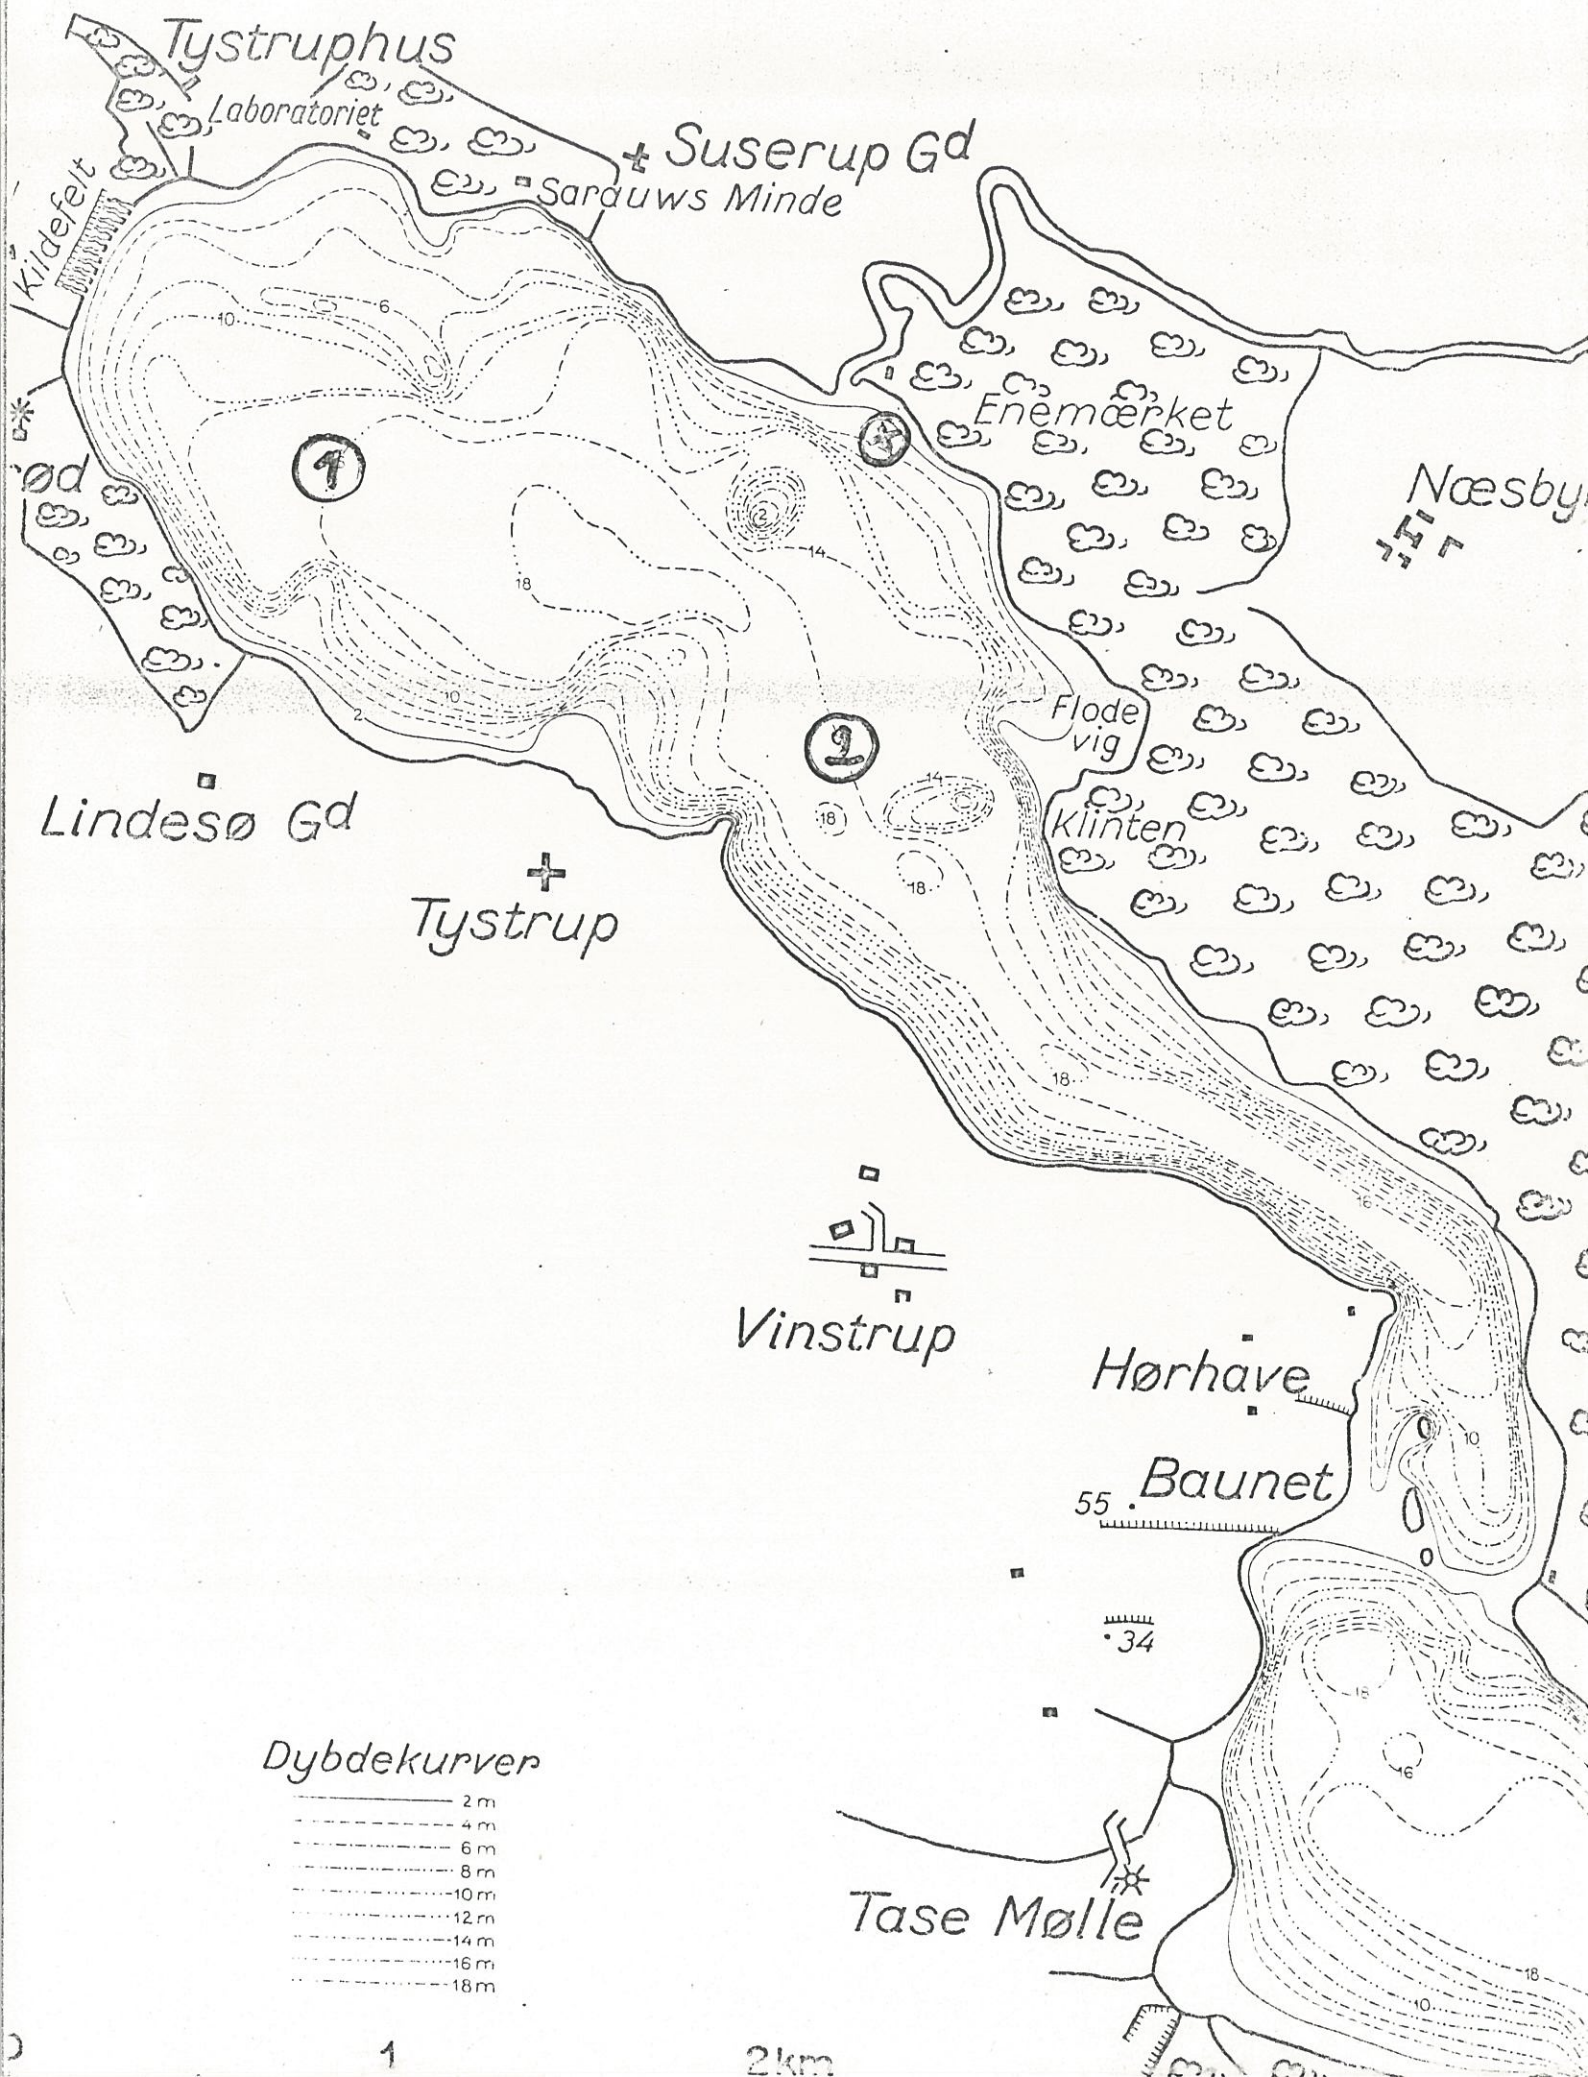 Tystruphus
Laboratoriet
Suserup Gd
Sarauws Minde
Kildefelt
6
10
Enemærket
1
ød
2
14
18
10
2
Flode
vig
2
14
18
Klinten
18
Lindesø Gd
Tystrup
18
16
Vinstrup
Hørhave
10
Baunet
55
34
18
16
Dybdekurver
2 m
4 m
6 m
8 m
10 m
12 m
14 m
16 m
18 m
Tase Mølle
18
10
1
2 km